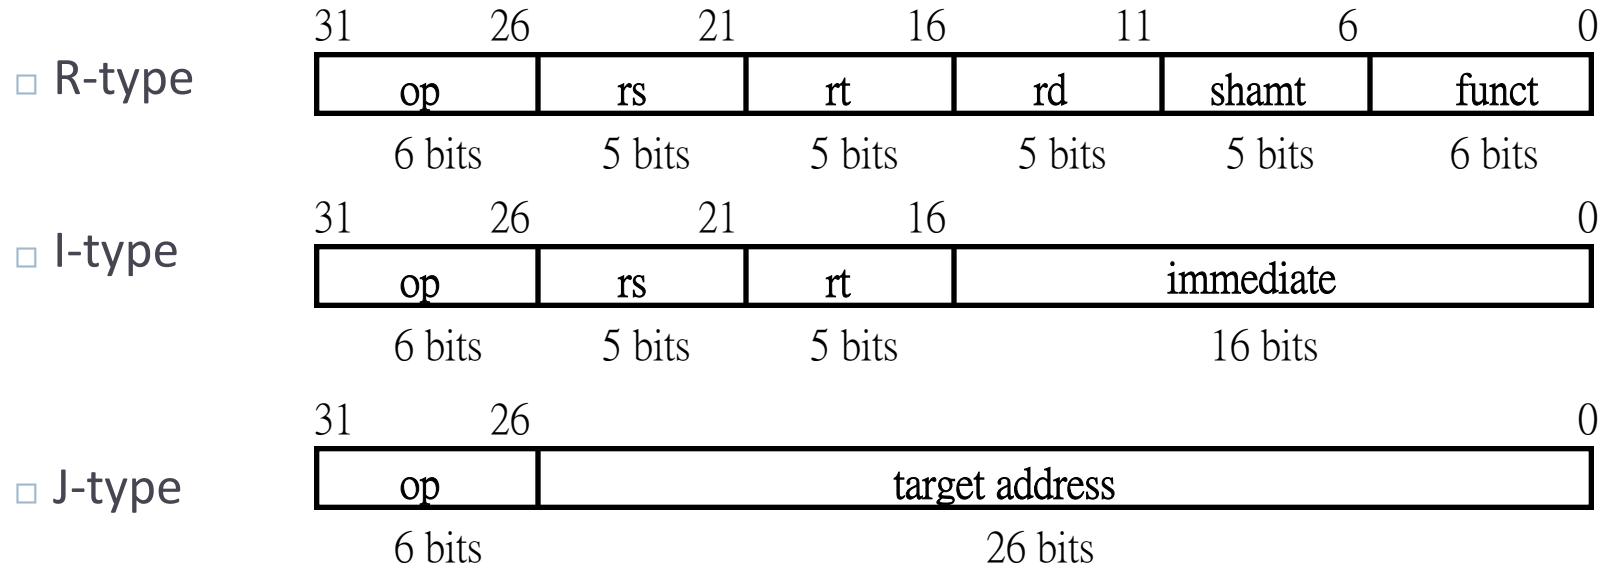 31 26 21 16 11 6 0
R-type op rs rt rd shamt funct
6 bits 5 bits 5 bits 5 bits 5 bits 6 bits
31 26 21 16 0
I-type op rs rt immediate
6 bits 5 bits 5 bits 16 bits
31 26 0
J-type op target address
6 bits 26 bits